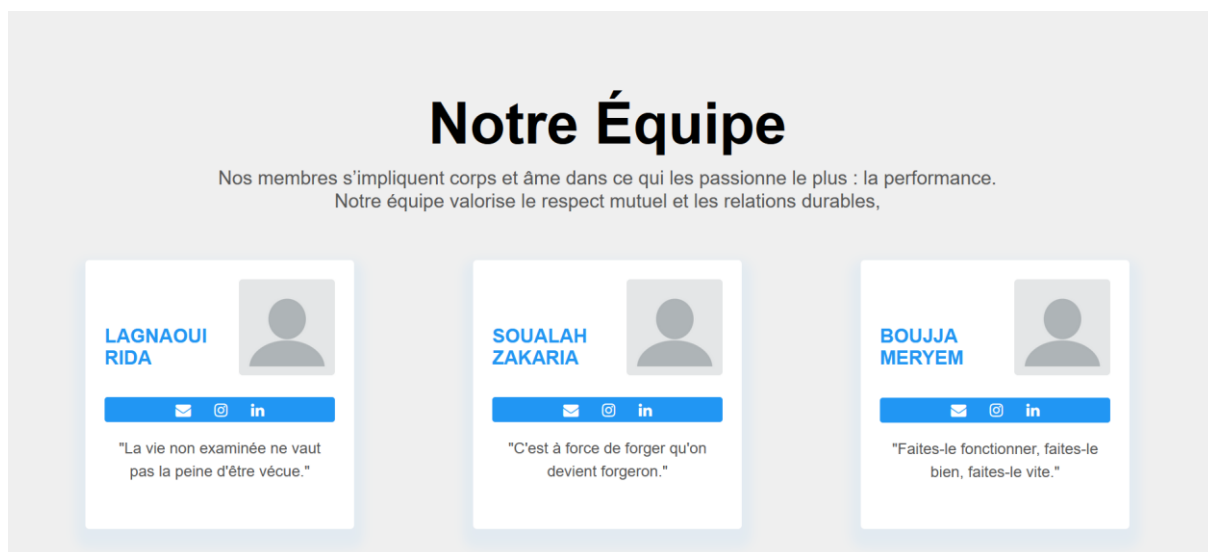 Notre Équipe
Nos membres s’impliquent corps et âme dans ce qui les passionne le plus : la performance.
Notre équipe valorise le respect mutuel et les relations durables,
LAGNAOUI
RIDA
in
"La vie non examinée ne vaut
pas la peine d'être vécue."
SOUALAH
ZAKARIA
in
"C'est à force de forger qu'on
devient forgeron."
BOUJJA
MERYEM
in
"Faites-le fonctionner, faites-le
bien, faites-le vite."